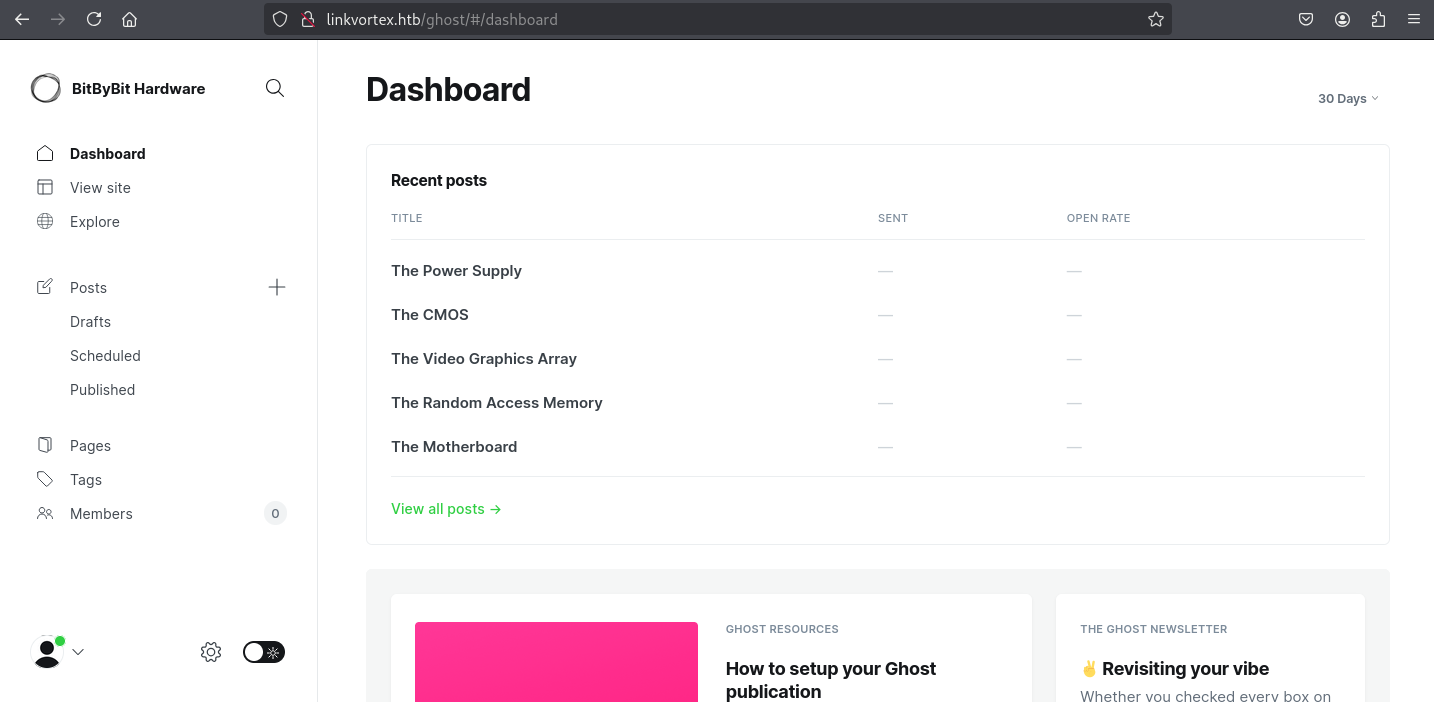 linkvortex.htb/ghost/#/dashboard
BitByBit Hardware
Dashboard
View site
Explore
Posts
Drafts
Scheduled
Published
Pages
Tags
Members 0
Dashboard
30 Days
Recent posts
TITLE SENT OPEN RATE
The Power Supply — —
The CMOS — —
The Video Graphics Array — —
The Random Access Memory — —
The Motherboard — —
View all posts →
GHOST RESOURCES
How to setup your Ghost
publication
THE GHOST NEWSLETTER
✌️ Revisiting your vibe
Whether you checked every box on